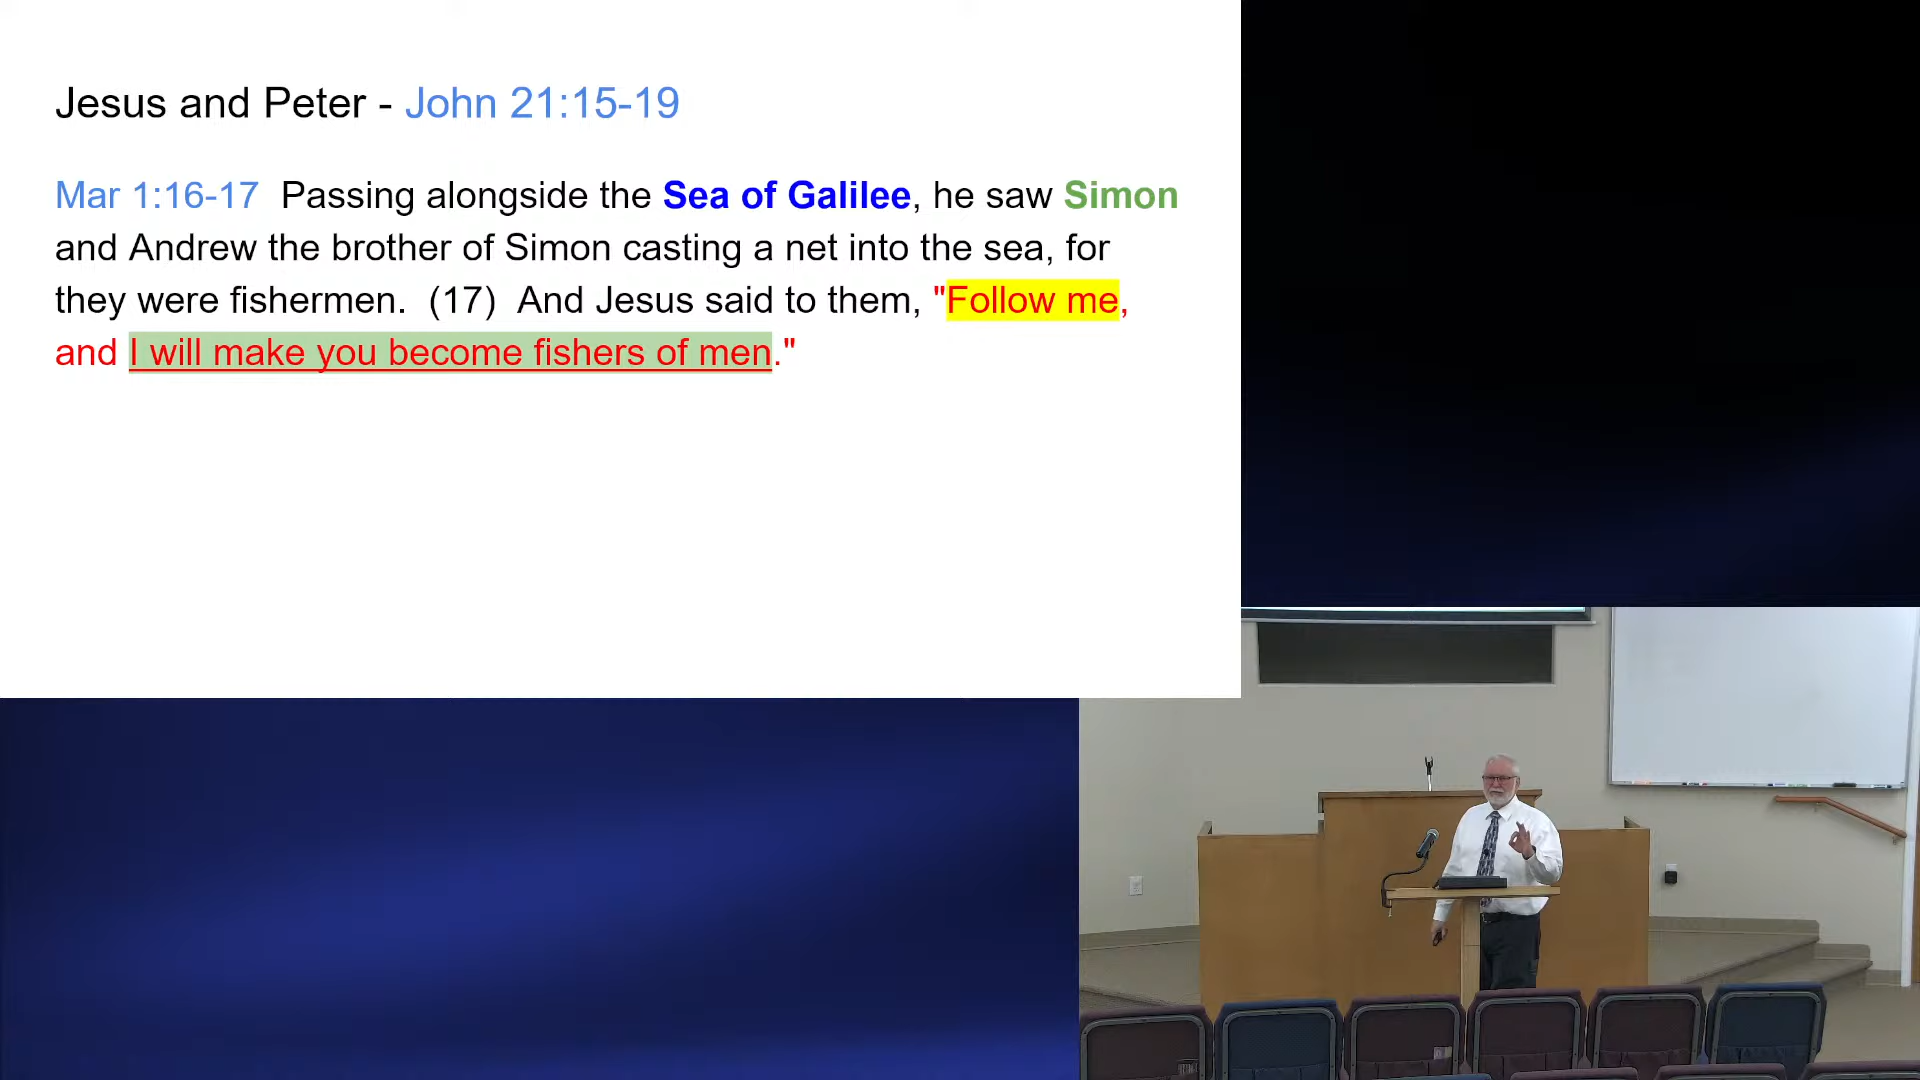 Jesus and Peter - John 21:15-19
Mar 1:16-17  Passing alongside the Sea of Galilee, he saw Simon
and Andrew the brother of Simon casting a net into the sea, for
they were fishermen.  (17)  And Jesus said to them, "Follow me,
and I will make you become fishers of men."